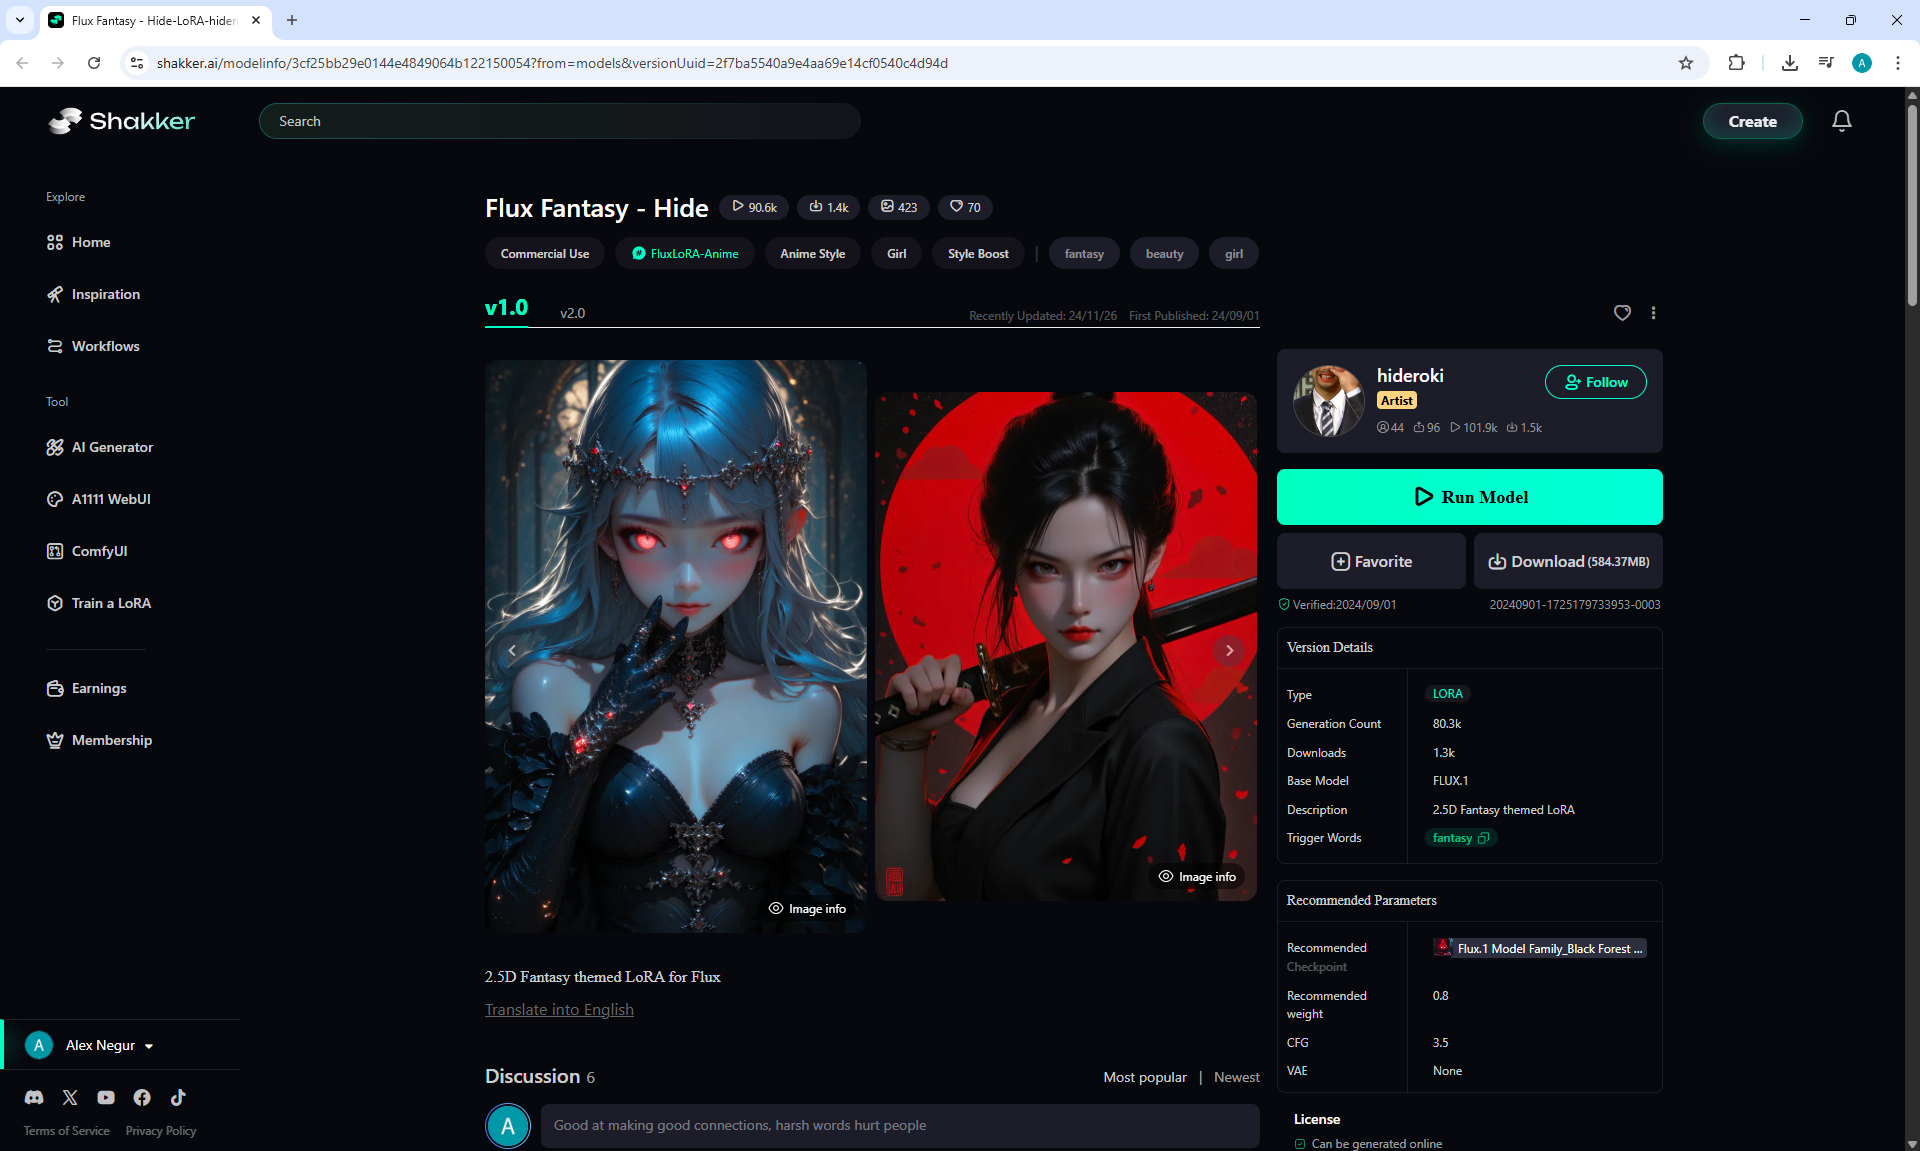 Flux Fantasy - Hide-LoRA-hidero
shakker.ai/modelinfo/3cf25bb29e0144e4849064b122150054?from=models&versionUuid=2f7ba5540a9e4aa69e14cf0540c4d94d
A
Shakker
Search
Create
Explore
Home
Inspiration
Workflows
Tool
AI Generator
A1111 WebUI
ComfyUI
Train a LoRA
Earnings
Membership
A
Alex Negur
Terms of Service Privacy Policy
Flux Fantasy - Hide 90.6k 1.4k 423 70
Commercial Use FluxLoRA-Anime Anime Style Girl Style Boost | fantasy beauty girl
v1.0 v2.0 Recently Updated: 24/11/26 First Published: 24/09/01
Image info
Image info
2.5D Fantasy themed LoRA for Flux
Translate into English
Discussion 6 Most popular | Newest
A
Good at making good connections, harsh words hurt people
hideroki
Artist
44 96 101.9k 1.5k
Follow
Run Model
Favorite
Download (584.37MB)
Verified:2024/09/01 20240901-1725179733953-0003
Version Details
Type LORA
Generation Count 80.3k
Downloads 1.3k
Base Model FLUX.1
Description 2.5D Fantasy themed LoRA
Trigger Words fantasy
Recommended Parameters
Recommended Checkpoint Flux.1 Model Family_Black Forest ...
Recommended weight 0.8
CFG 3.5
VAE None
License
Can be generated online